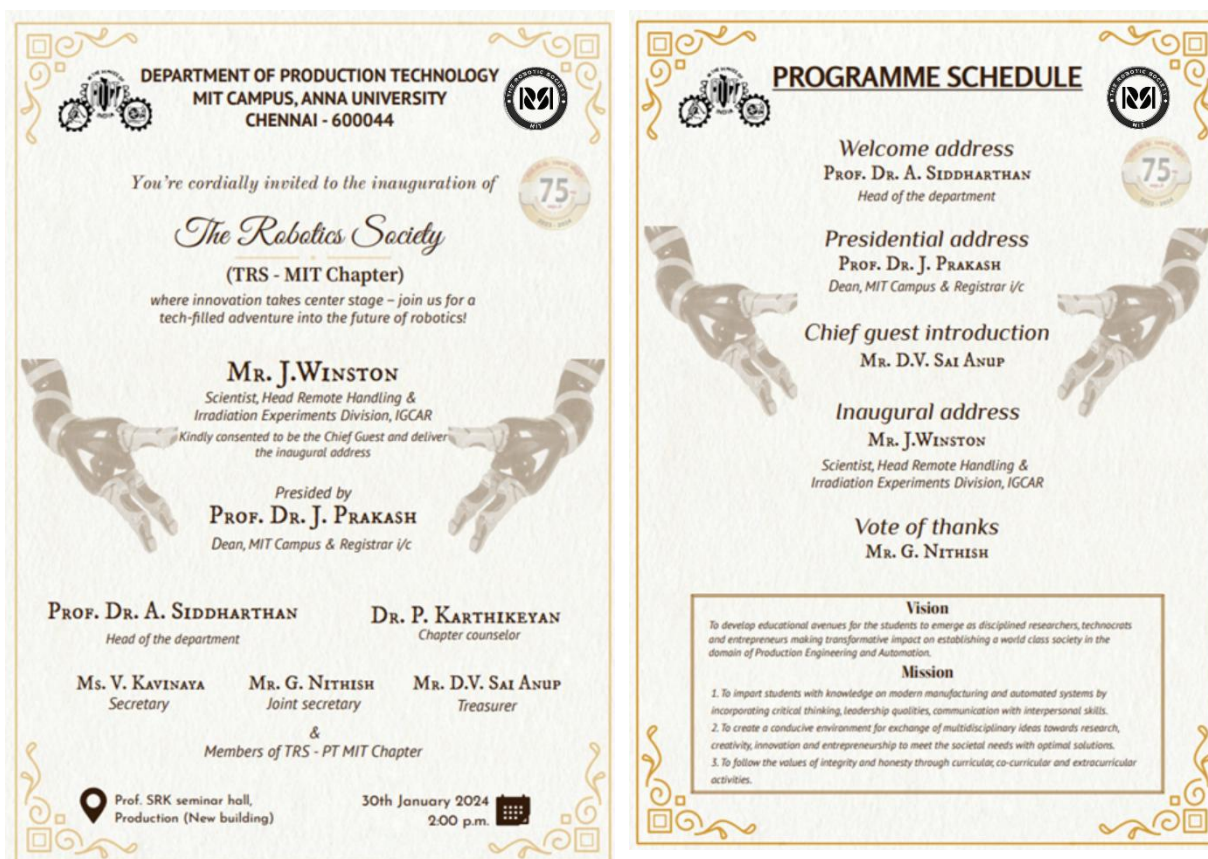 DEPARTMENT OF PRODUCTION TECHNOLOGY
MIT CAMPUS, ANNA UNIVERSITY
CHENNAI - 600044
You're cordially invited to the inauguration of
75
The Robotics Society
(TRS - MIT Chapter)
where innovation takes center stage – join us for a
tech-filled adventure into the future of robotics!
Mr. J.Winston
Scientist, Head Remote Handling &
Irradiation Experiments Division, IGCAR
Kindly consented to be the Chief Guest and deliver
the inaugural address
Presided by
Prof. Dr. J. Prakash
Dean, MIT Campus & Registrar i/c
Prof. Dr. A. Siddharthan
Head of the department
Dr. P. Karthikeyan
Chapter counselor
Ms. V. Kavinaya
Secretary
Mr. G. Nithish
Joint secretary
Mr. D.V. Sai Anup
Treasurer
&
Members of TRS - PT MIT Chapter
Prof. SRK seminar hall,
Production (New building)
30th January 2024
2:00 p.m.
PROGRAMME SCHEDULE
THE ROBOTIC SOCIETY
MIT
75
Welcome address
Prof. Dr. A. Siddharthan
Head of the department
Presidential address
Prof. Dr. J. Prakash
Dean, MIT Campus & Registrar i/c
Chief guest introduction
Mr. D.V. Sai Anup
Inaugural address
Mr. J.Winston
Scientist, Head Remote Handling &
Irradiation Experiments Division, IGCAR
Vote of thanks
Mr. G. Nithish
Vision
To develop educational avenues for the students to emerge as disciplined researchers, technocrats
and entrepreneurs making transformative impact on establishing a world class society in the
domain of Production Engineering and Automation.
Mission
1. To impart students with knowledge on modern manufacturing and automated systems by
incorporating critical thinking, leadership qualities, communication with interpersonal skills.
2. To create a conducive environment for exchange of multidisciplinary ideas towards research,
creativity, innovation and entrepreneurship to meet the societal needs with optimal solutions.
3. To follow the values of integrity and honesty through curricular, co-curricular and extracurricular
activities.